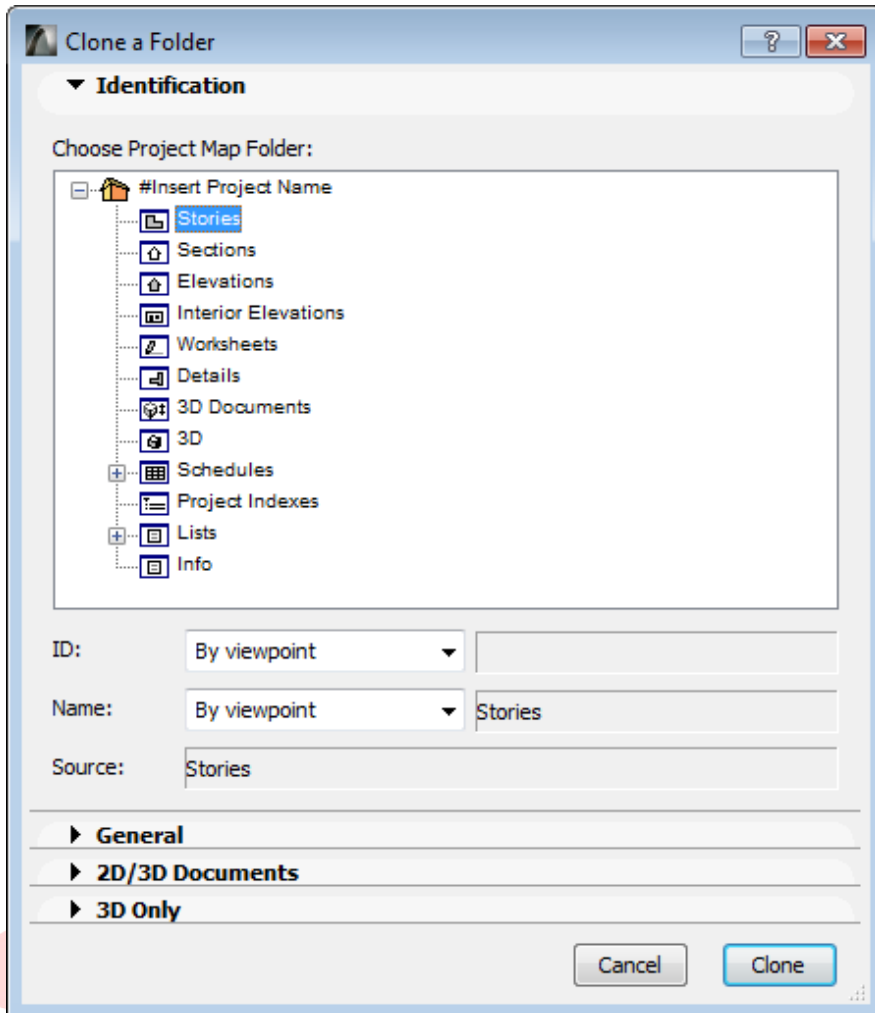 Clone a Folder
Identification
Choose Project Map Folder:
#Insert Project Name
Stories
Sections
Elevations
Interior Elevations
Worksheets
Details
3D Documents
3D
Schedules
Project Indexes
Lists
Info
ID: By viewpoint
Name: By viewpoint Stories
Source: Stories
General
2D/3D Documents
3D Only
Cancel Clone